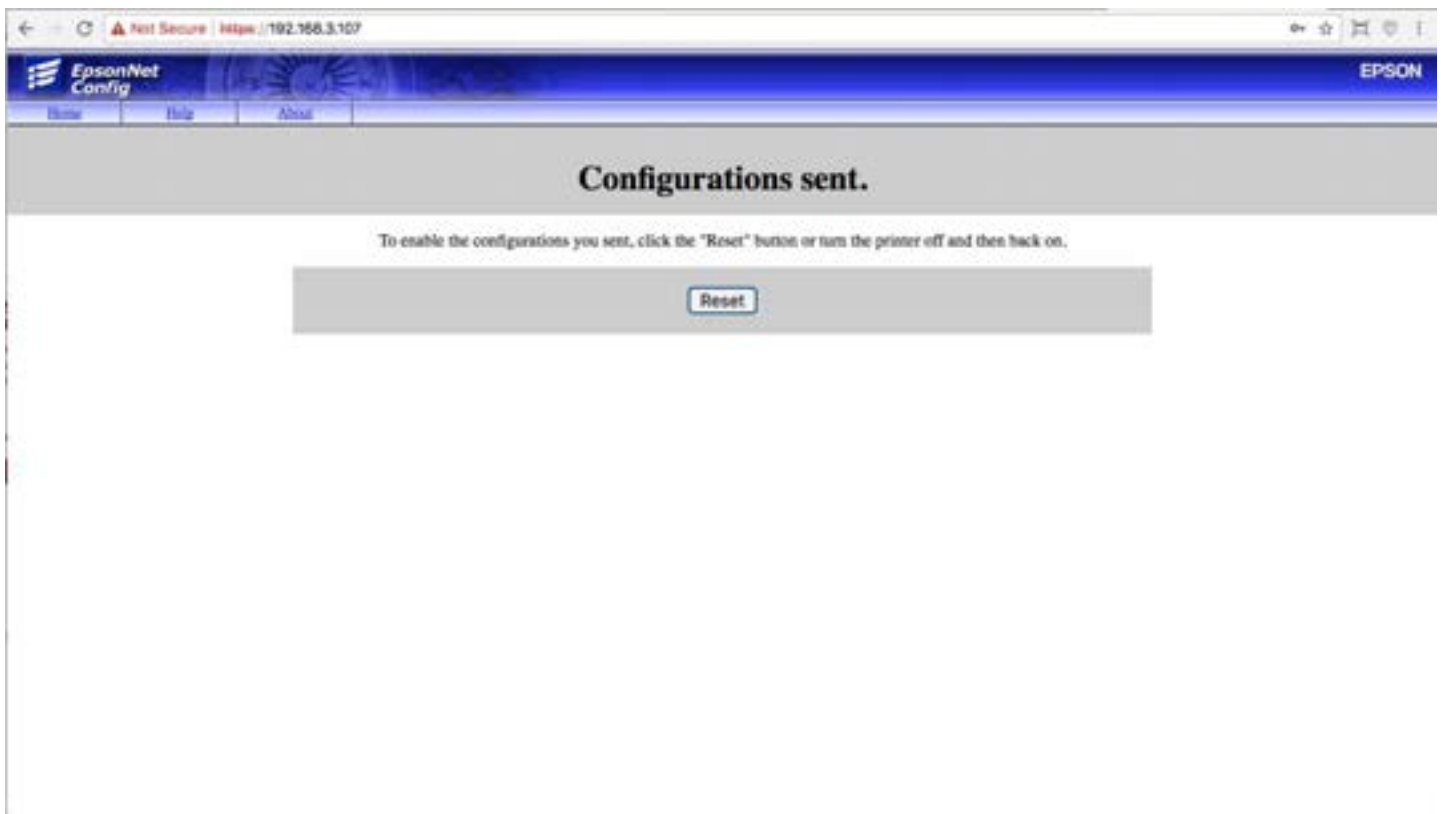 Not Secure https://192.168.3.107
EpsonNet
Config
EPSON
Home Help About
Configurations sent.
To enable the configurations you sent, click the "Reset" button or turn the printer off and then back on.
Reset